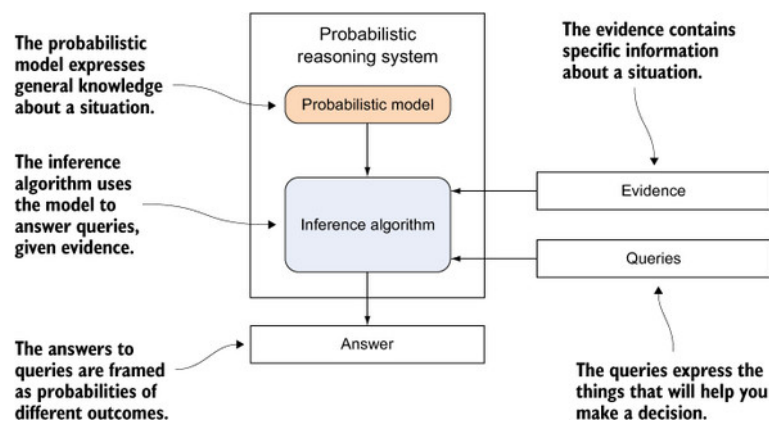 The probabilistic
model expresses
general knowledge
about a situation.
The inference
algorithm uses
the model to
answer queries,
given evidence.
The answers to
queries are framed
as probabilities of
different outcomes.
Probabilistic
reasoning system
Probabilistic model
Inference algorithm
Answer
The evidence contains
specific information
about a situation.
Evidence
Queries
The queries express the
things that will help you
make a decision.